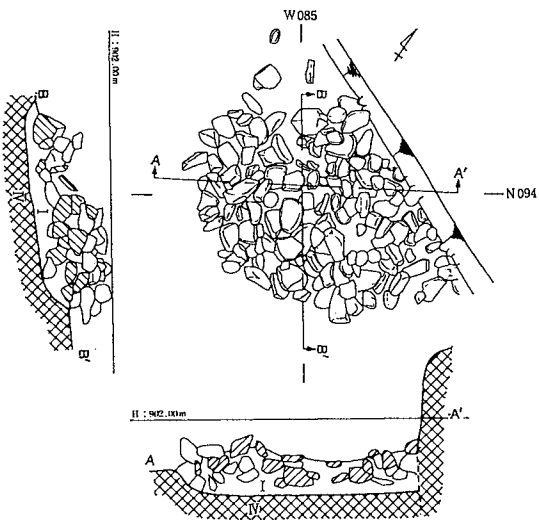 W085
H : 902.00m
B
B
A
A'
N094
I
IV
B'
B'
H : 902.00m
A'
A
I
IV